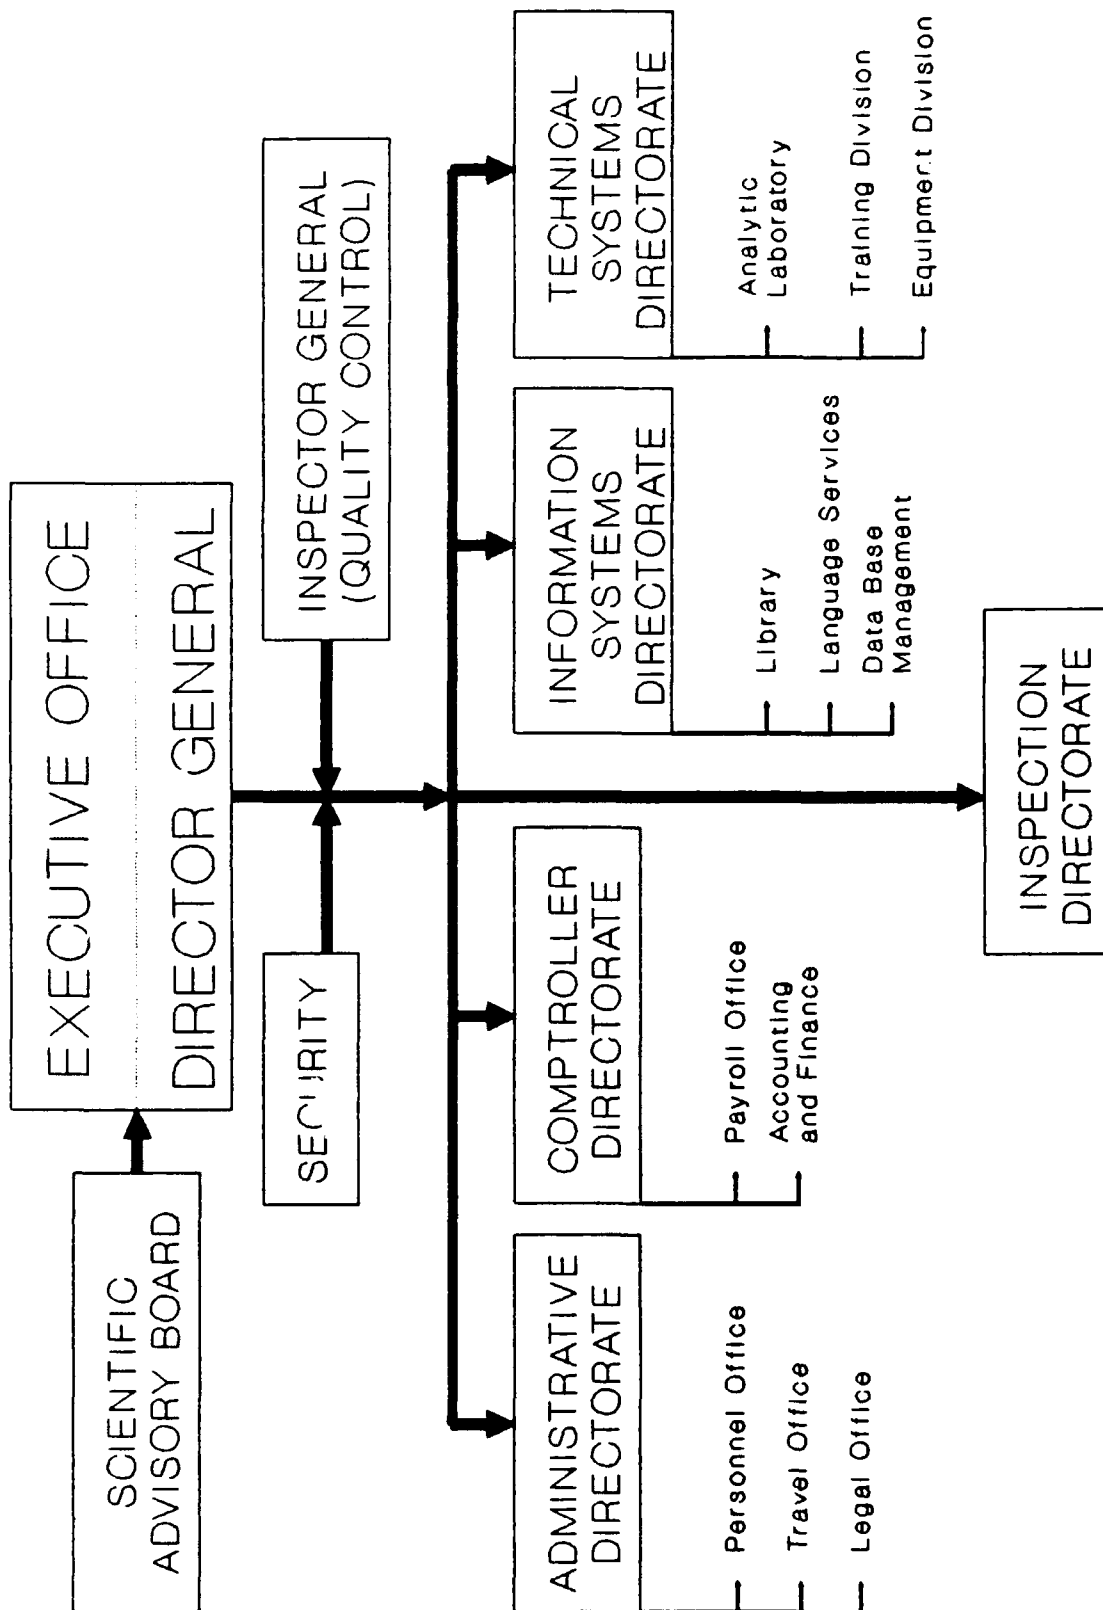 EXECUTIVE OFFICE
DIRECTOR GENERAL
SCIENTIFIC
ADVISORY BOARD
SECURITY
INSPECTOR GENERAL
(QUALITY CONTROL)
ADMINISTRATIVE
DIRECTORATE
Personnel Office
Travel Office
Legal Office
COMPTROLLER
DIRECTORATE
Payroll Office
Accounting
and Finance
INFORMATION
SYSTEMS
DIRECTORATE
Library
Language Services
Data Base
Management
TECHNICAL
SYSTEMS
DIRECTORATE
Analytic
Laboratory
Training Division
Equipment Division
INSPECTION
DIRECTORATE